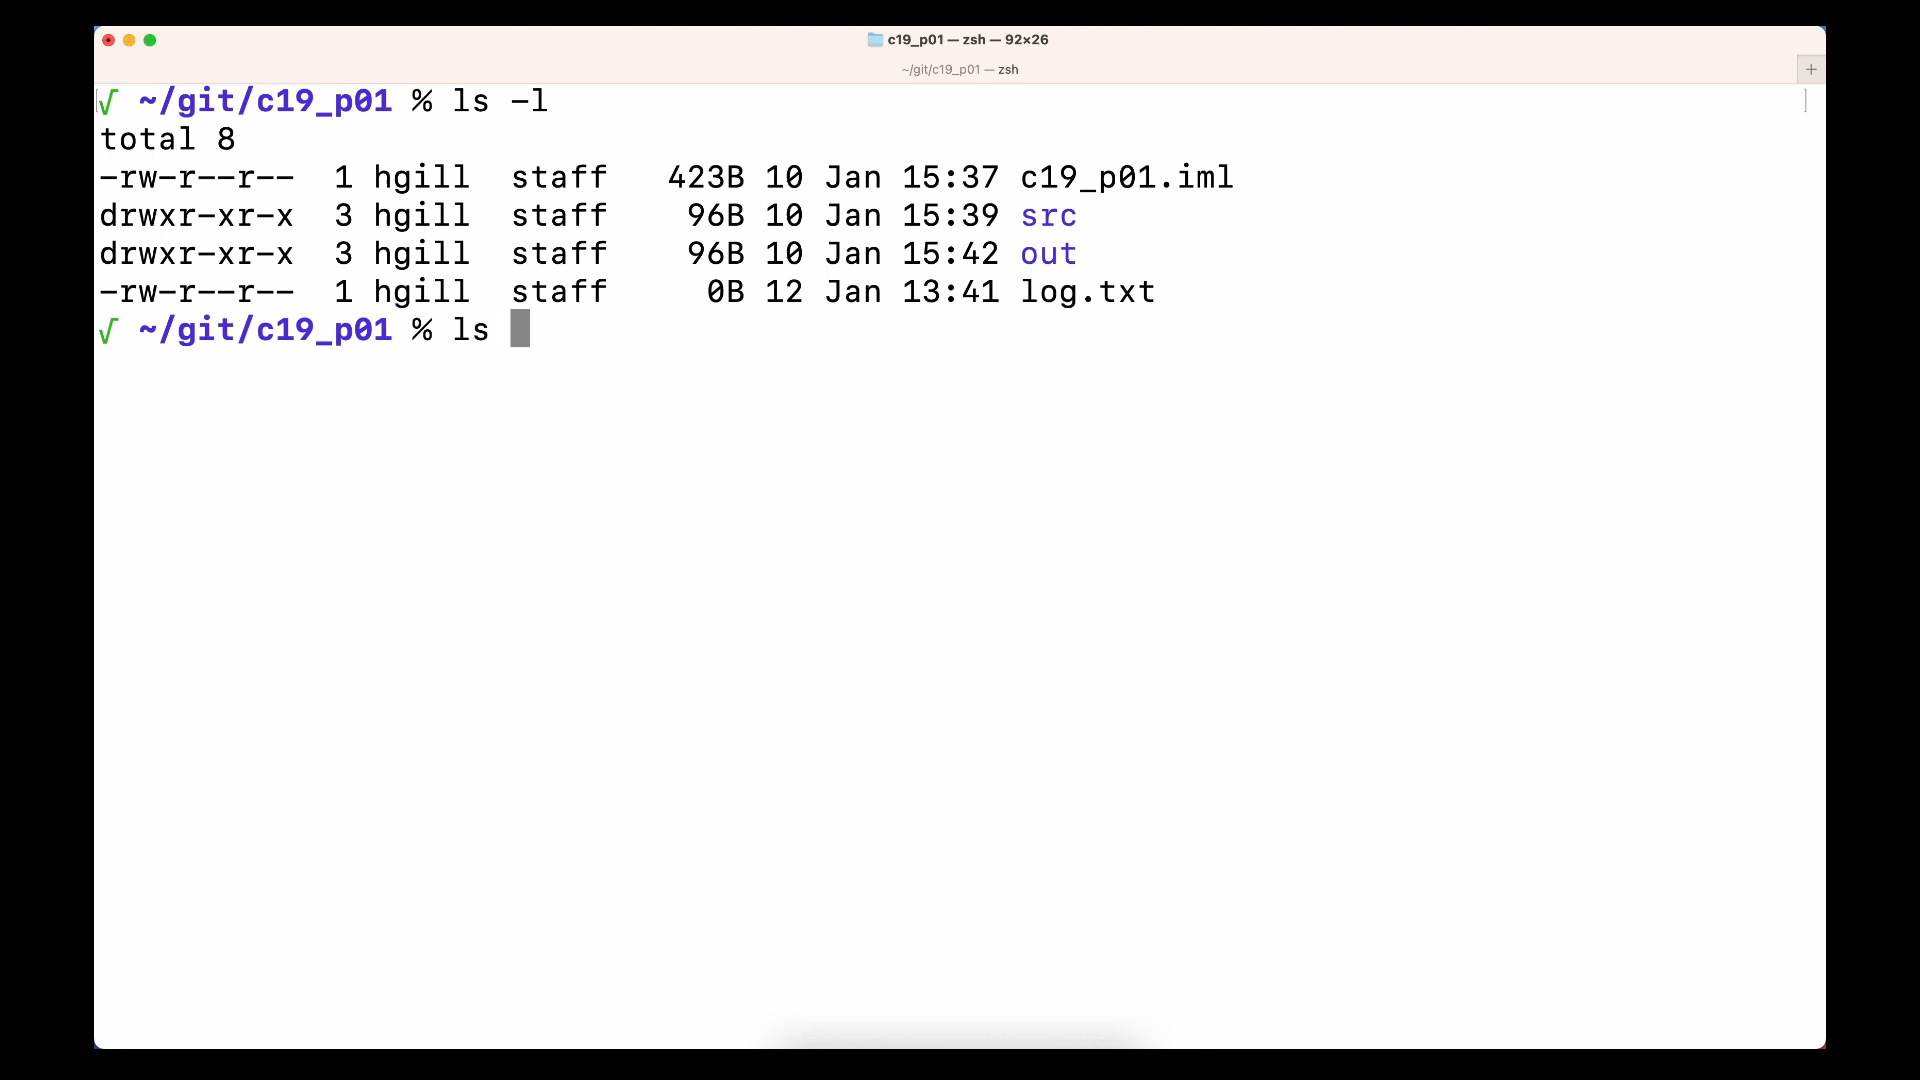 c19_p01 — zsh — 92×26
~/git/c19_p01 — zsh
√ ~/git/c19_p01 % ls -l
total 8
-rw-r--r--  1 hgill  staff   423B 10 Jan 15:37 c19_p01.iml
drwxr-xr-x  3 hgill  staff    96B 10 Jan 15:39 src
drwxr-xr-x  3 hgill  staff    96B 10 Jan 15:42 out
-rw-r--r--  1 hgill  staff     0B 12 Jan 13:41 log.txt
√ ~/git/c19_p01 % ls